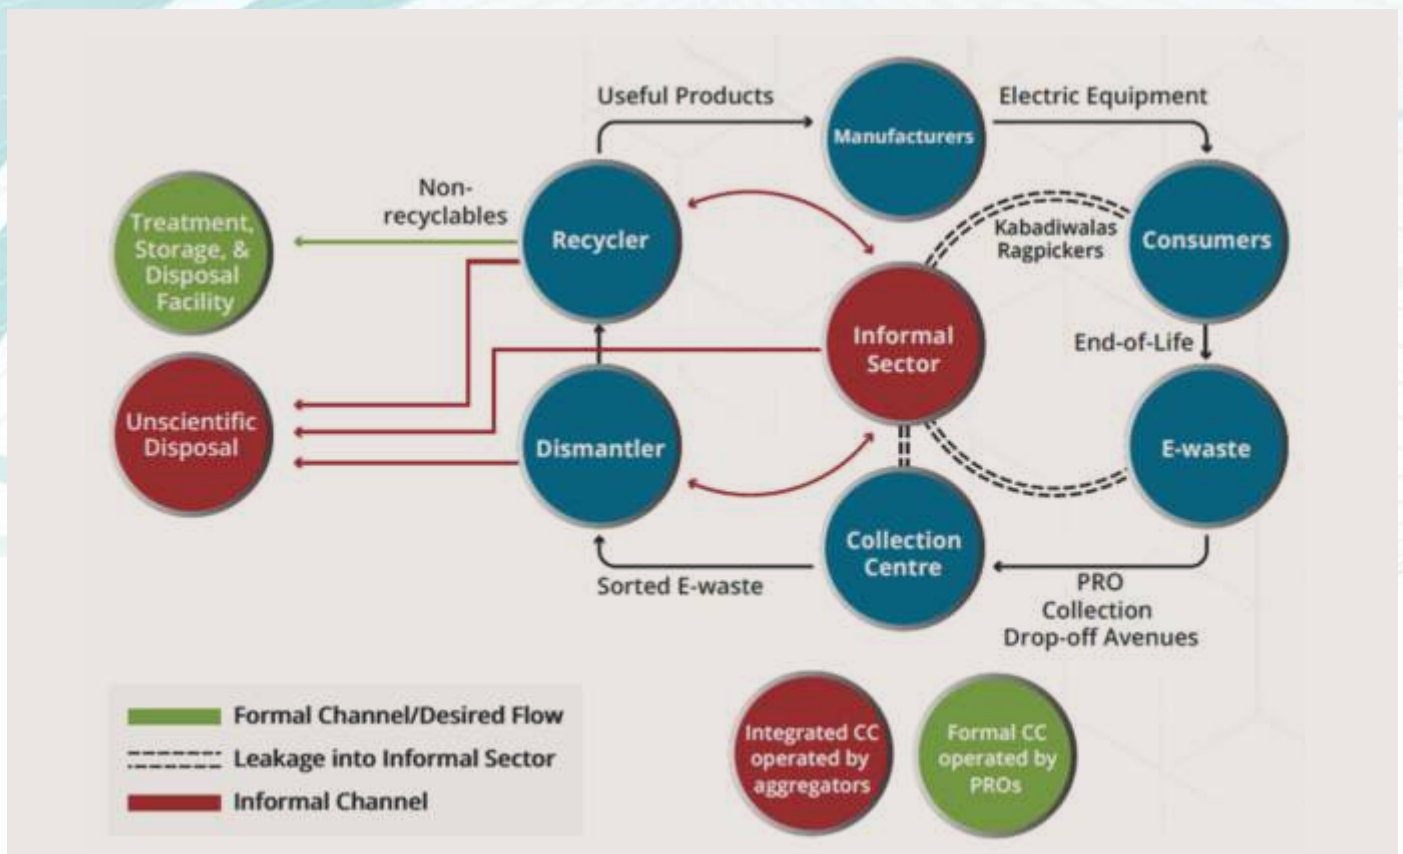 Useful Products
Manufacturers
Electric Equipment
Non-
recyclables
Treatment,
Storage, &
Disposal
Facility
Recycler
Kabadiwalas
Ragpickers
Consumers
Informal
Sector
End-of-Life
Unscientific
Disposal
Dismantler
E-waste
Collection
Centre
Sorted E-waste
PRO
Collection
Drop-off Avenues
Formal Channel/Desired Flow
Leakage into Informal Sector
Informal Channel
Integrated CC
operated by
aggregators
Formal CC
operated by
PROs